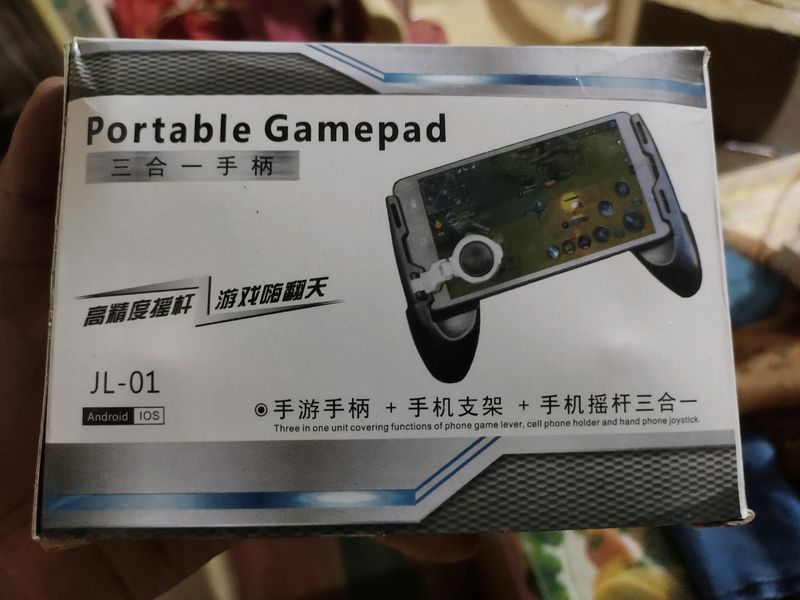 Portable Gamepad
三合一手柄
高精度摇杆 游戏嗨翻天
JL-01
Android IOS
手游手柄 + 手机支架 + 手机摇杆三合一
Three in one unit covering functions of phone game lever, cell phone holder and hand phone joystick.